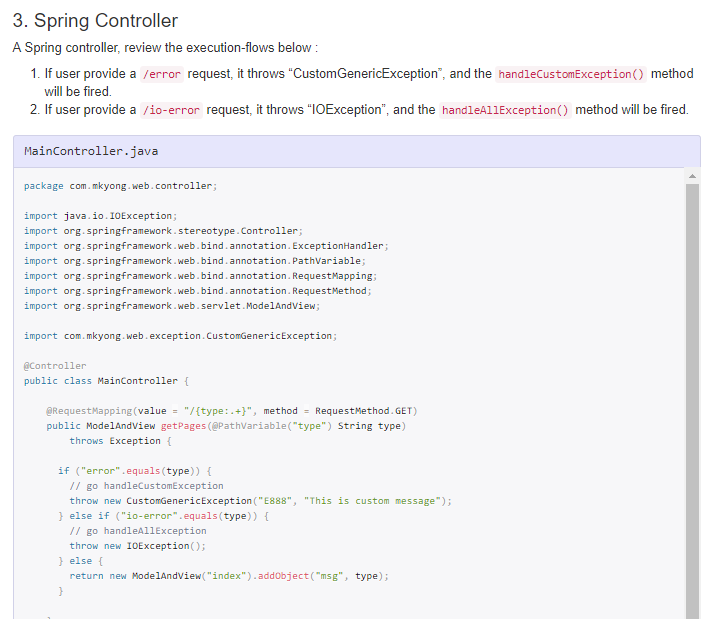 3. Spring Controller
A Spring controller, review the execution-flows below :
1. If user provide a /error request, it throws “CustomGenericException”, and the handleCustomException() method
will be fired.
2. If user provide a /io-error request, it throws “IOException”, and the handleAllException() method will be fired.
MainController.java
package com.mkyong.web.controller;
import java.io.IOException;
import org.springframework.stereotype.Controller;
import org.springframework.web.bind.annotation.ExceptionHandler;
import org.springframework.web.bind.annotation.PathVariable;
import org.springframework.web.bind.annotation.RequestMapping;
import org.springframework.web.bind.annotation.RequestMethod;
import org.springframework.web.servlet.ModelAndView;
import com.mkyong.web.exception.CustomGenericException;
@Controller
public class MainController {
@RequestMapping(value = "/{type:.+}", method = RequestMethod.GET)
public ModelAndView getPages(@PathVariable("type") String type)
throws Exception {
if ("error".equals(type)) {
// go handleCustomException
throw new CustomGenericException("E888", "This is custom message");
} else if ("io-error".equals(type)) {
// go handleAllException
throw new IOException();
} else {
return new ModelAndView("index").addObject("msg", type);
}